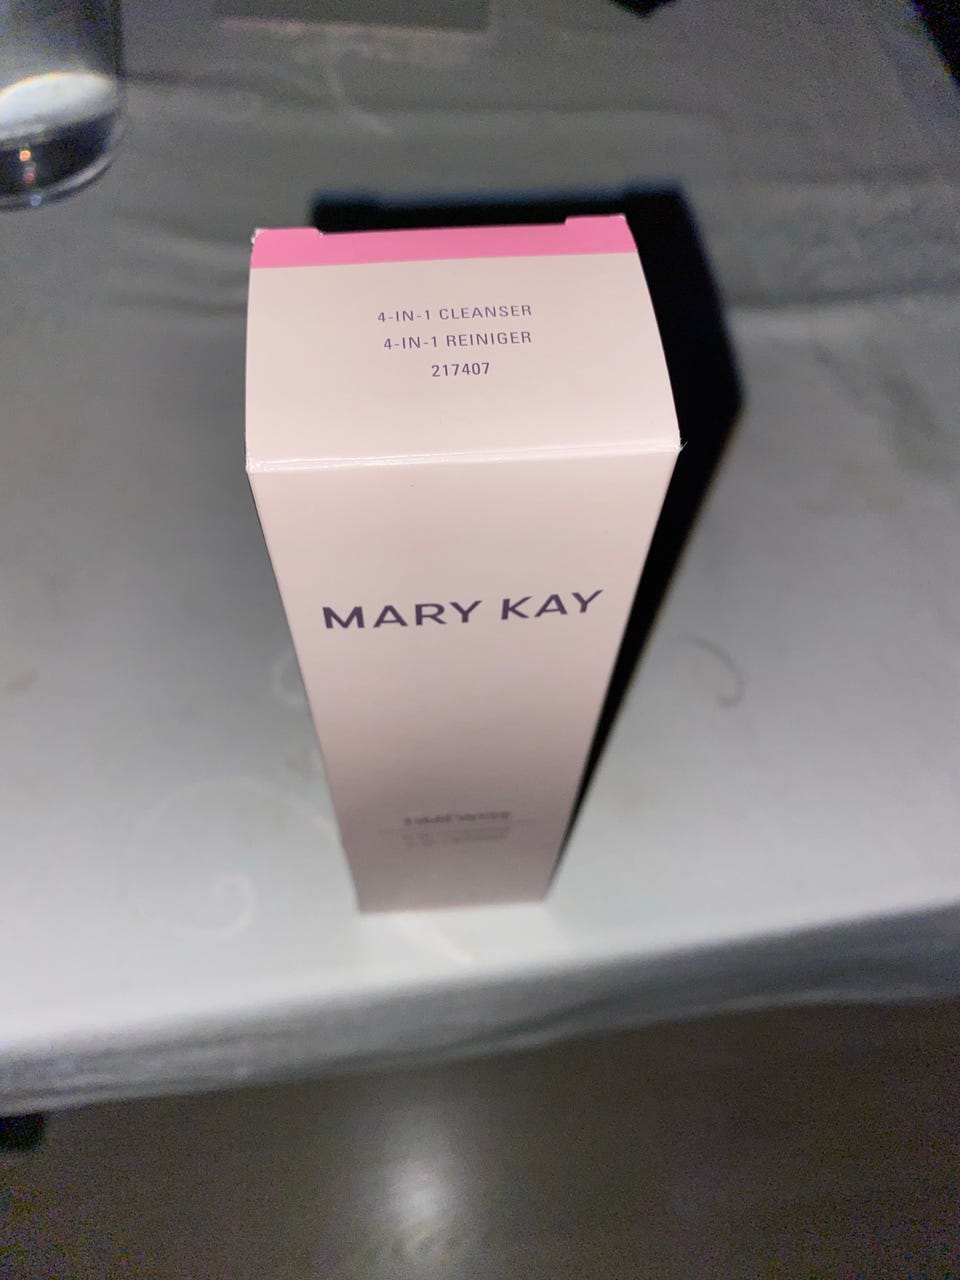 4-IN-1 CLEANSER
4-IN-1 REINIGER
217407
MARY KAY